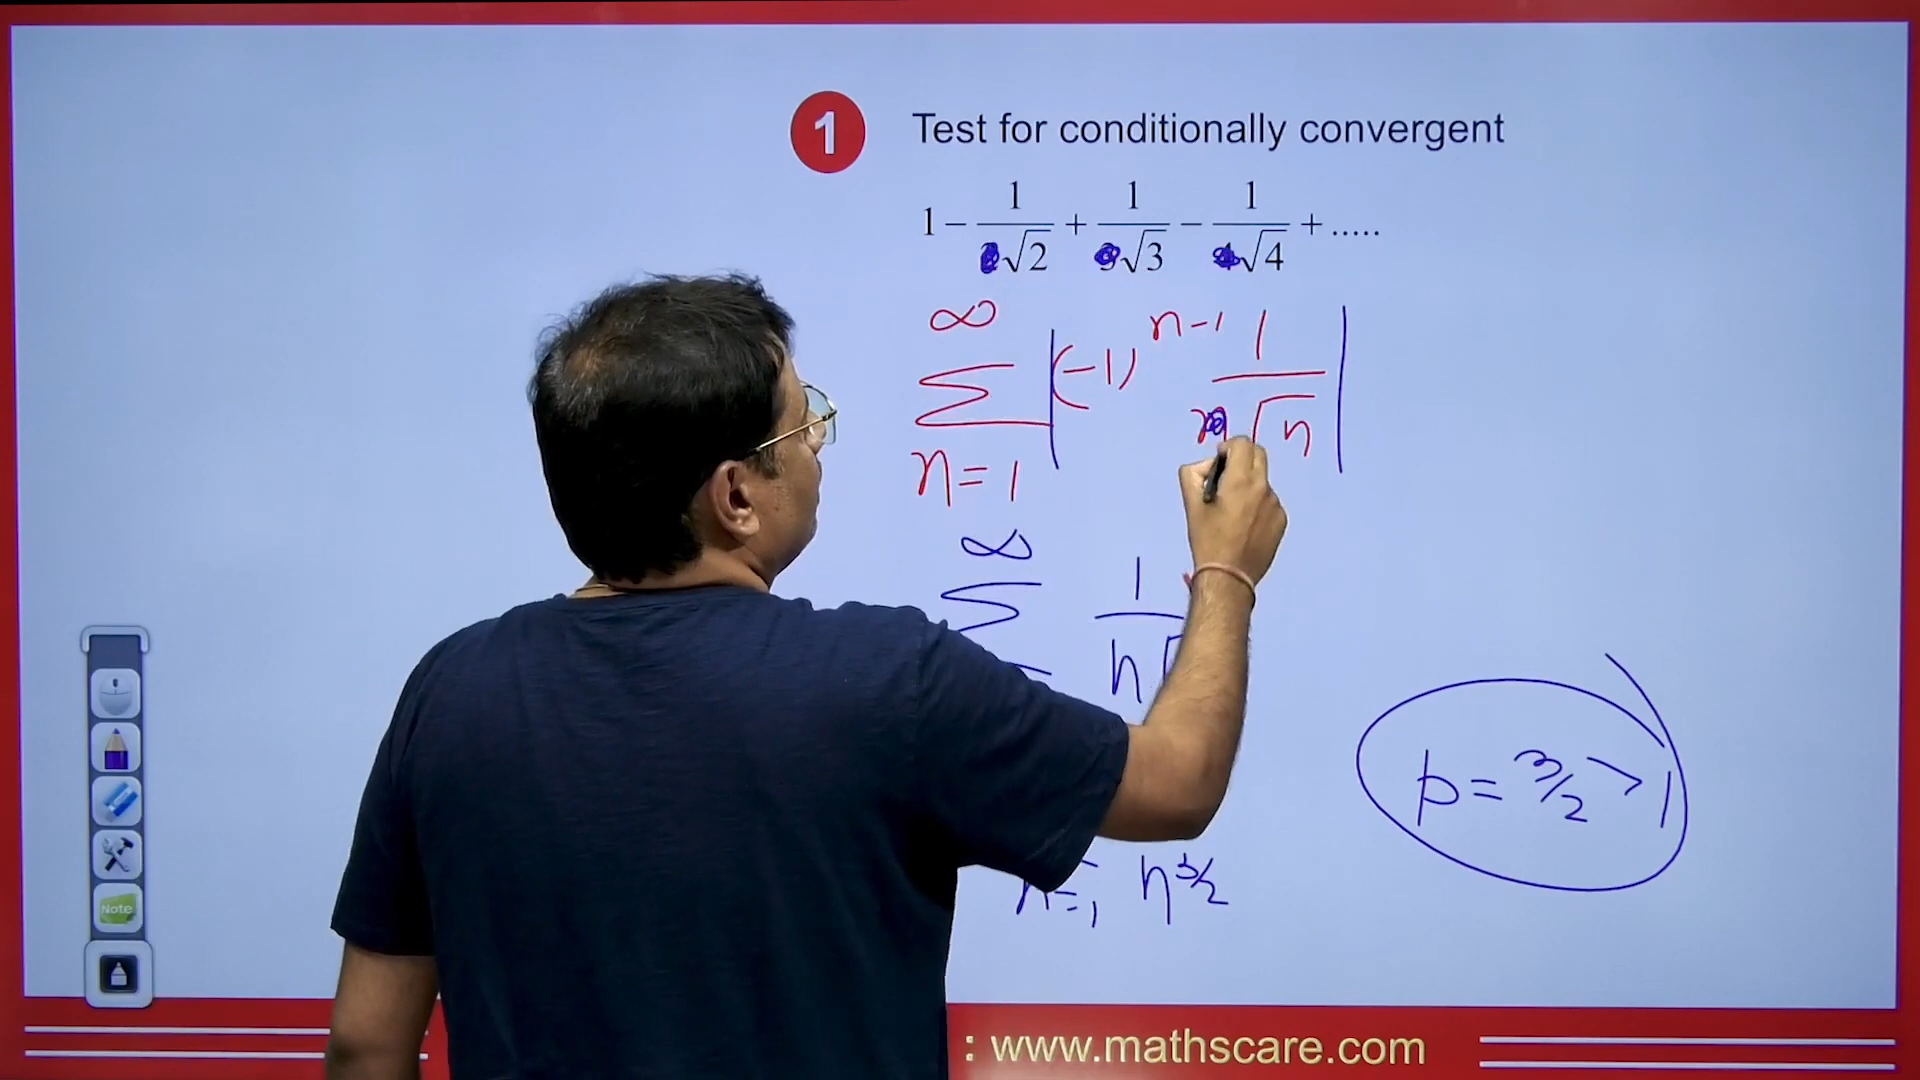 1 Test for conditionally convergent
1 - 1/√2 + 1/√3 - 1/√4 + .....
∞
∑ |(-1)^{n-1} 1/√n|
n=1
∞
∑ 1/n√
p = 3/2 > 1
n=1 n^{3/2}
Note
: www.mathscare.com